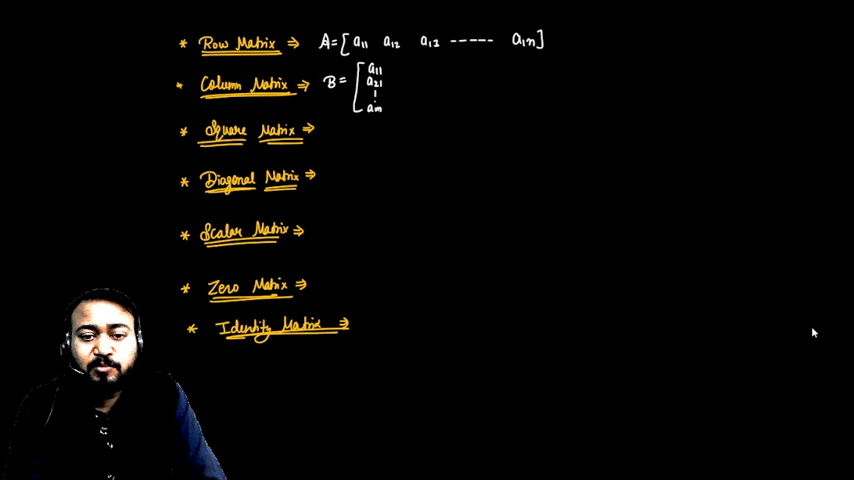 * Row Matrix ⇒ A = [ a11 a12 a13 ----- a1n ]
* Column Matrix ⇒ B = [ a11
a21
⋮
am
* Square Matrix ⇒
* Diagonal Matrix ⇒
* Scalar Matrix ⇒
* Zero Matrix ⇒
* Identity Matrix ⇒